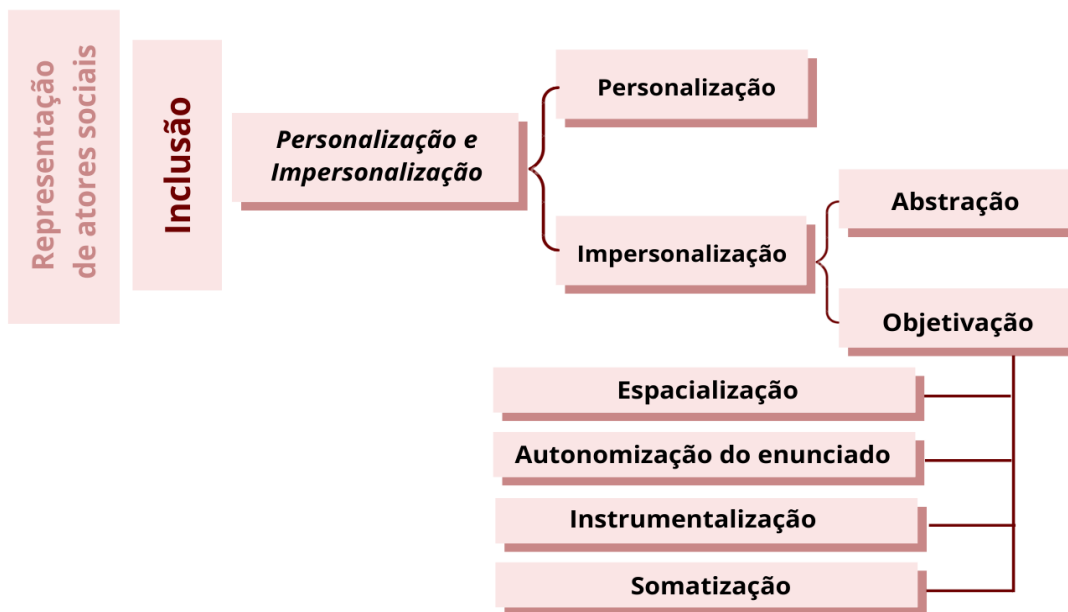 Representação
de atores sociais
Inclusão
Personalização e
Impersonalização
Personalização
Impersonalização
Abstração
Objetivação
Espacialização
Autonomização do enunciado
Instrumentalização
Somatização